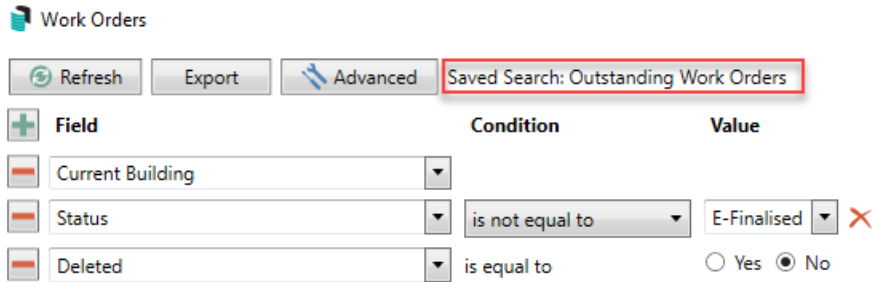 Work Orders
Refresh Export Advanced Saved Search: Outstanding Work Orders
Field Condition Value
Current Building
Status is not equal to E-Finalised
Deleted is equal to Yes No